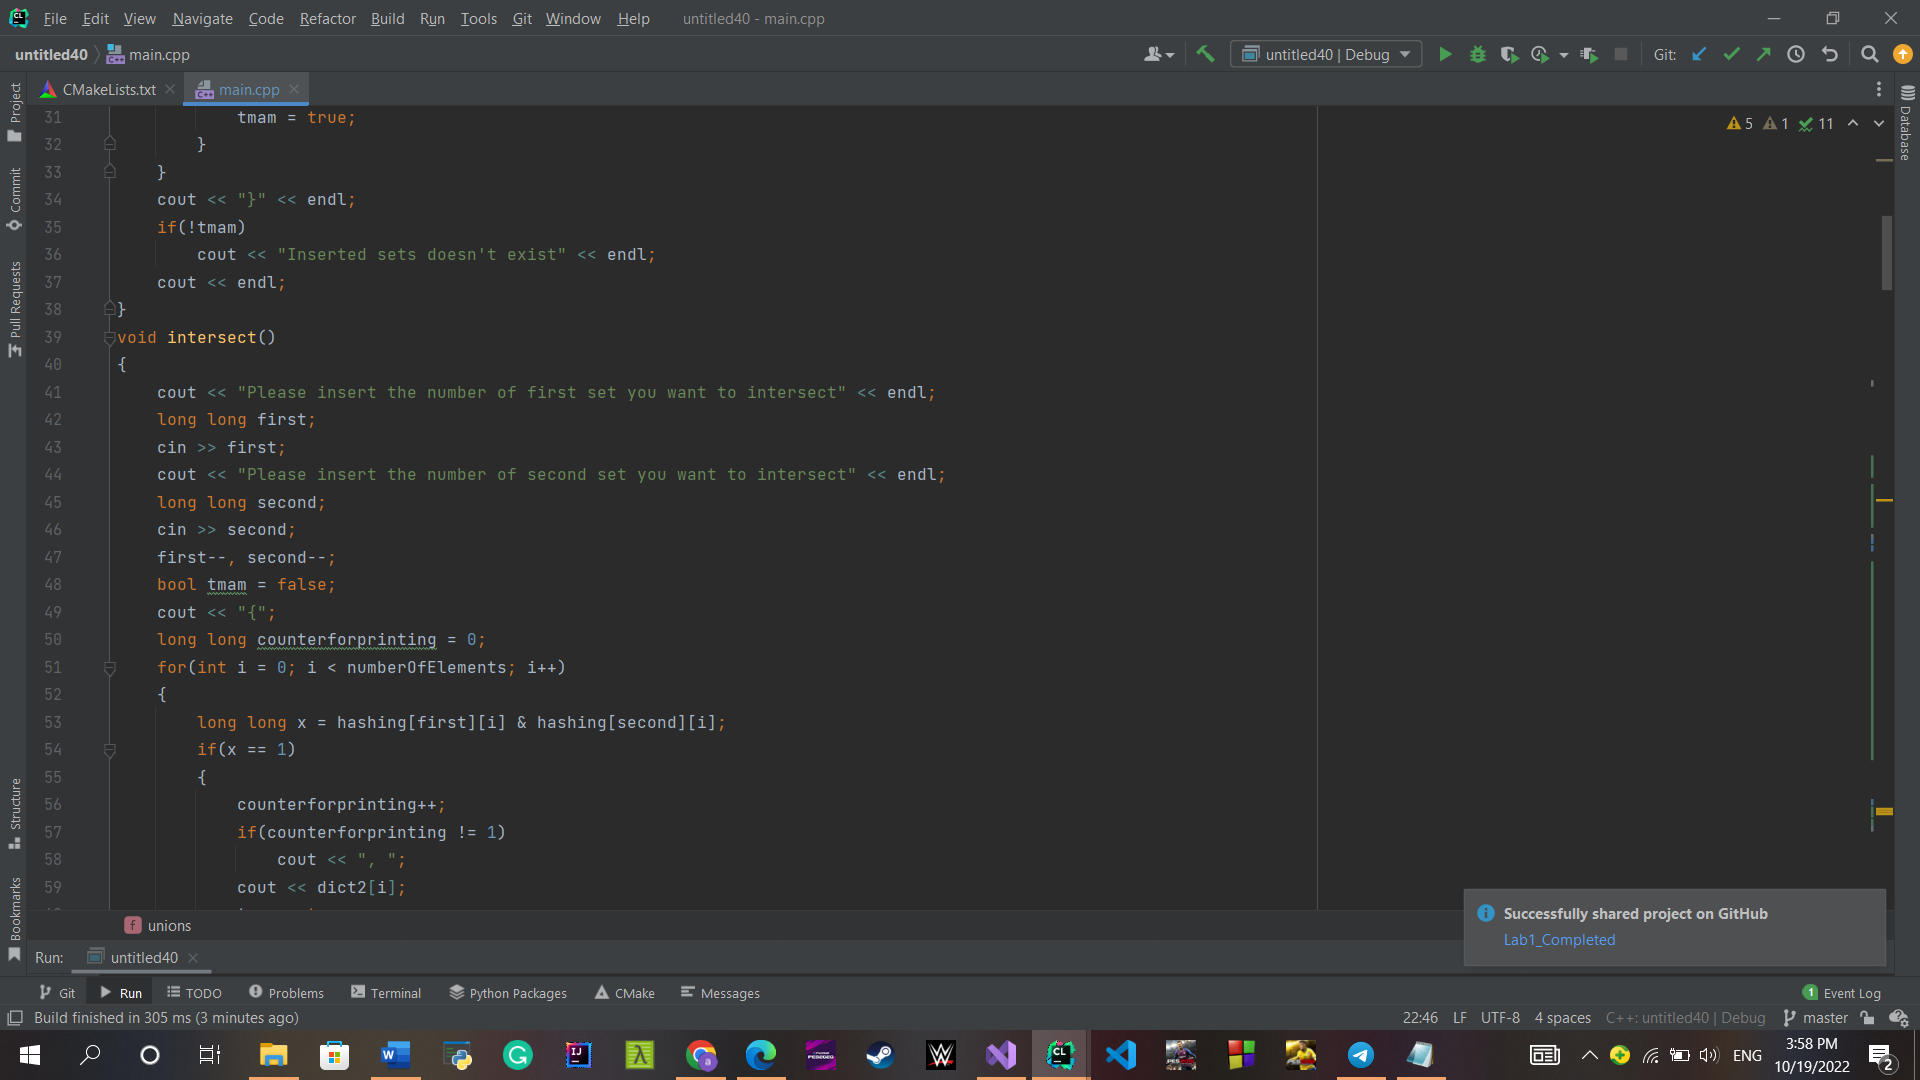 File Edit View Navigate Code Refactor Build Run Tools Git Window Help untitled40 - main.cpp
untitled40 main.cpp untitled40 | Debug Git:
CMakeLists.txt main.cpp
Project
Commit
Pull Requests
Structure
Bookmarks
Database
5 1 11
31 tmam = true;
32 }
33 }
34 cout << "}" << endl;
35 if(!tmam)
36 cout << "Inserted sets doesn't exist" << endl;
37 cout << endl;
38 }
39 void intersect()
40 {
41 cout << "Please insert the number of first set you want to intersect" << endl;
42 long long first;
43 cin >> first;
44 cout << "Please insert the number of second set you want to intersect" << endl;
45 long long second;
46 cin >> second;
47 first--, second--;
48 bool tmam = false;
49 cout << "{";
50 long long counterforprinting = 0;
51 for(int i = 0; i < numberOfElements; i++)
52 {
53 long long x = hashing[first][i] & hashing[second][i];
54 if(x == 1)
55 {
56 counterforprinting++;
57 if(counterforprinting != 1)
58 cout << ", ";
59 cout << dict2[i];
f unions
Successfully shared project on GitHub
Lab1_Completed
Run: untitled40
Git Run TODO Problems Terminal Python Packages CMake Messages 1 Event Log
Build finished in 305 ms (3 minutes ago) 22:46 LF UTF-8 4 spaces C++: untitled40 | Debug master
ENG 3:58 PM
10/19/2022 2